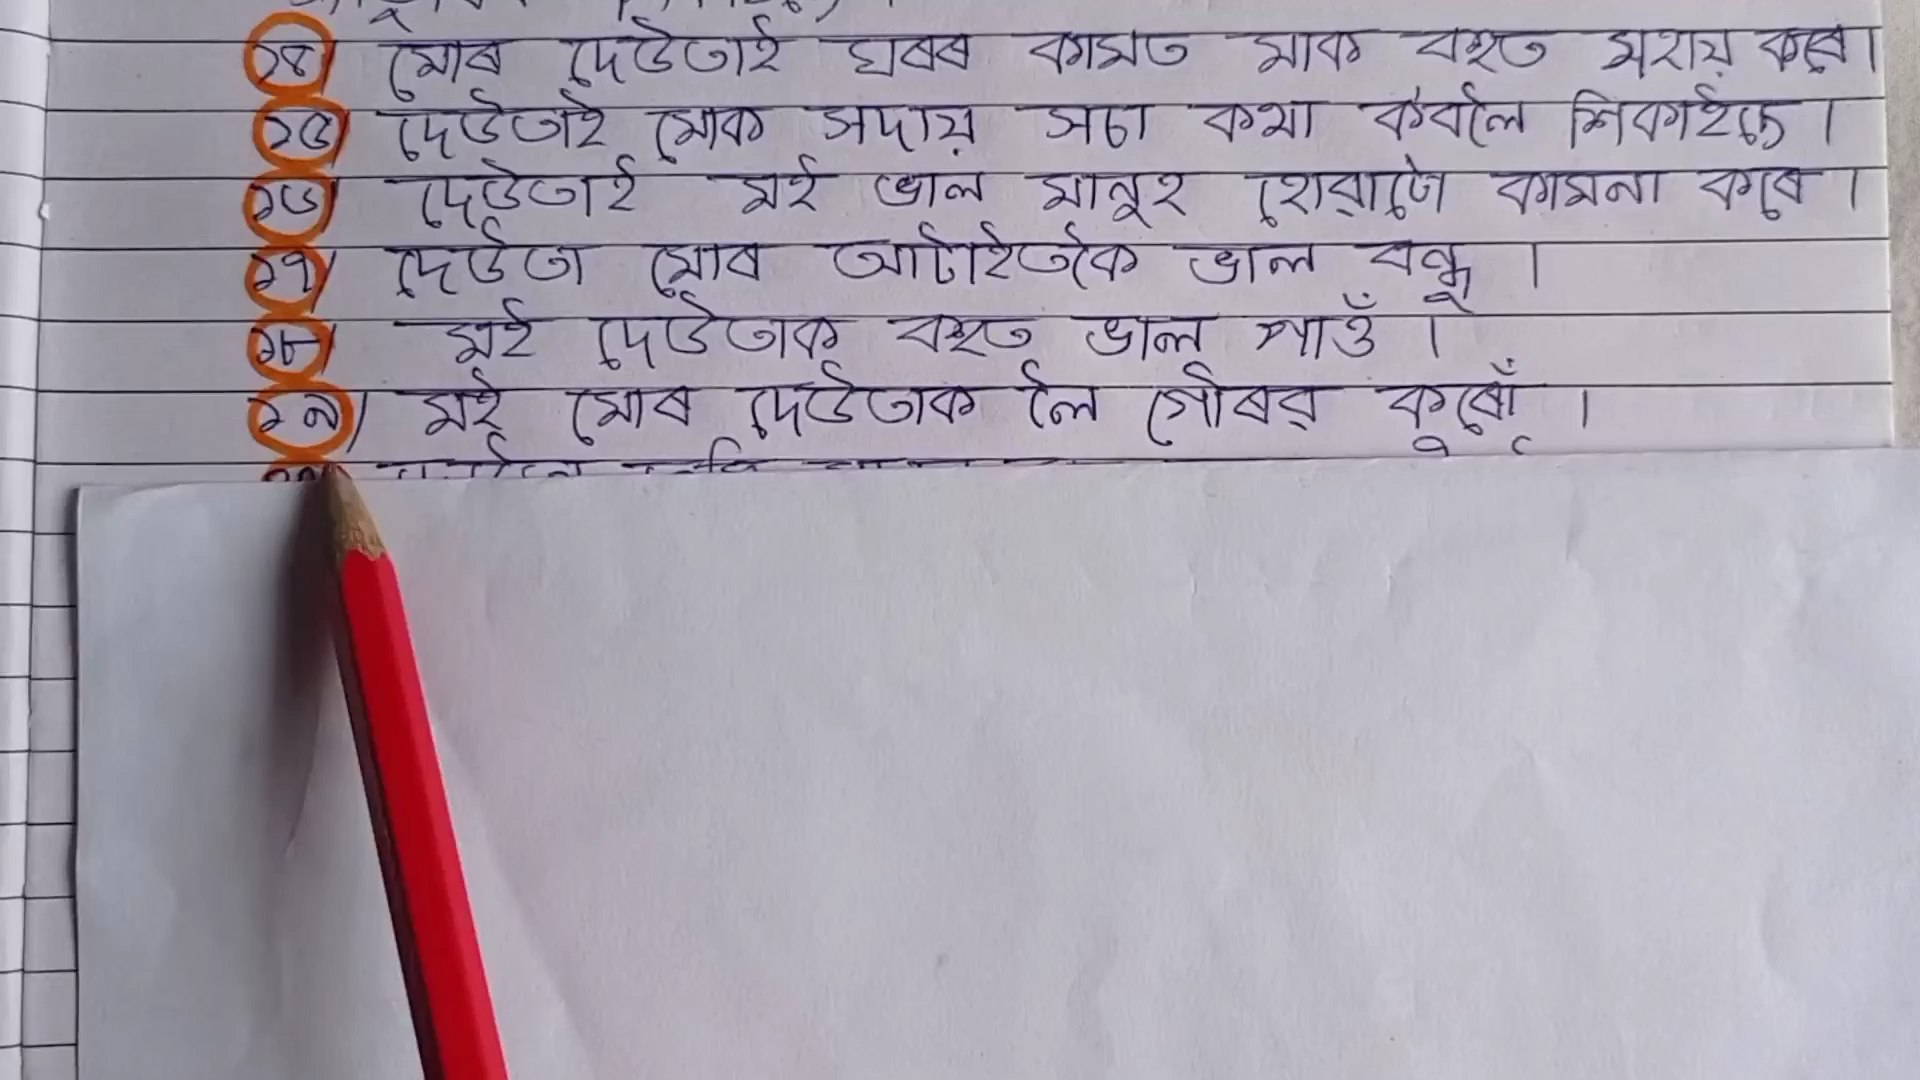 ১৪) মোৰ দেউতাই ঘৰৰ কামত মাক বহুত সহায় কৰে।
১৫) দেউতাই মোক সদায় সচা কথা ক'বলৈ শিকাইছে।
১৬) দেউতাই মই ভাল মানুহ হোৱাটো কামনা কৰে।
১৭) দেউতা মোৰ আটাইতকৈ ভাল বন্ধু।
১৮) মই দেউতাক বহুত ভাল পাওঁ।
১৯) মই মোৰ দেউতাক লৈ গৌৰৱ কৰোঁ।